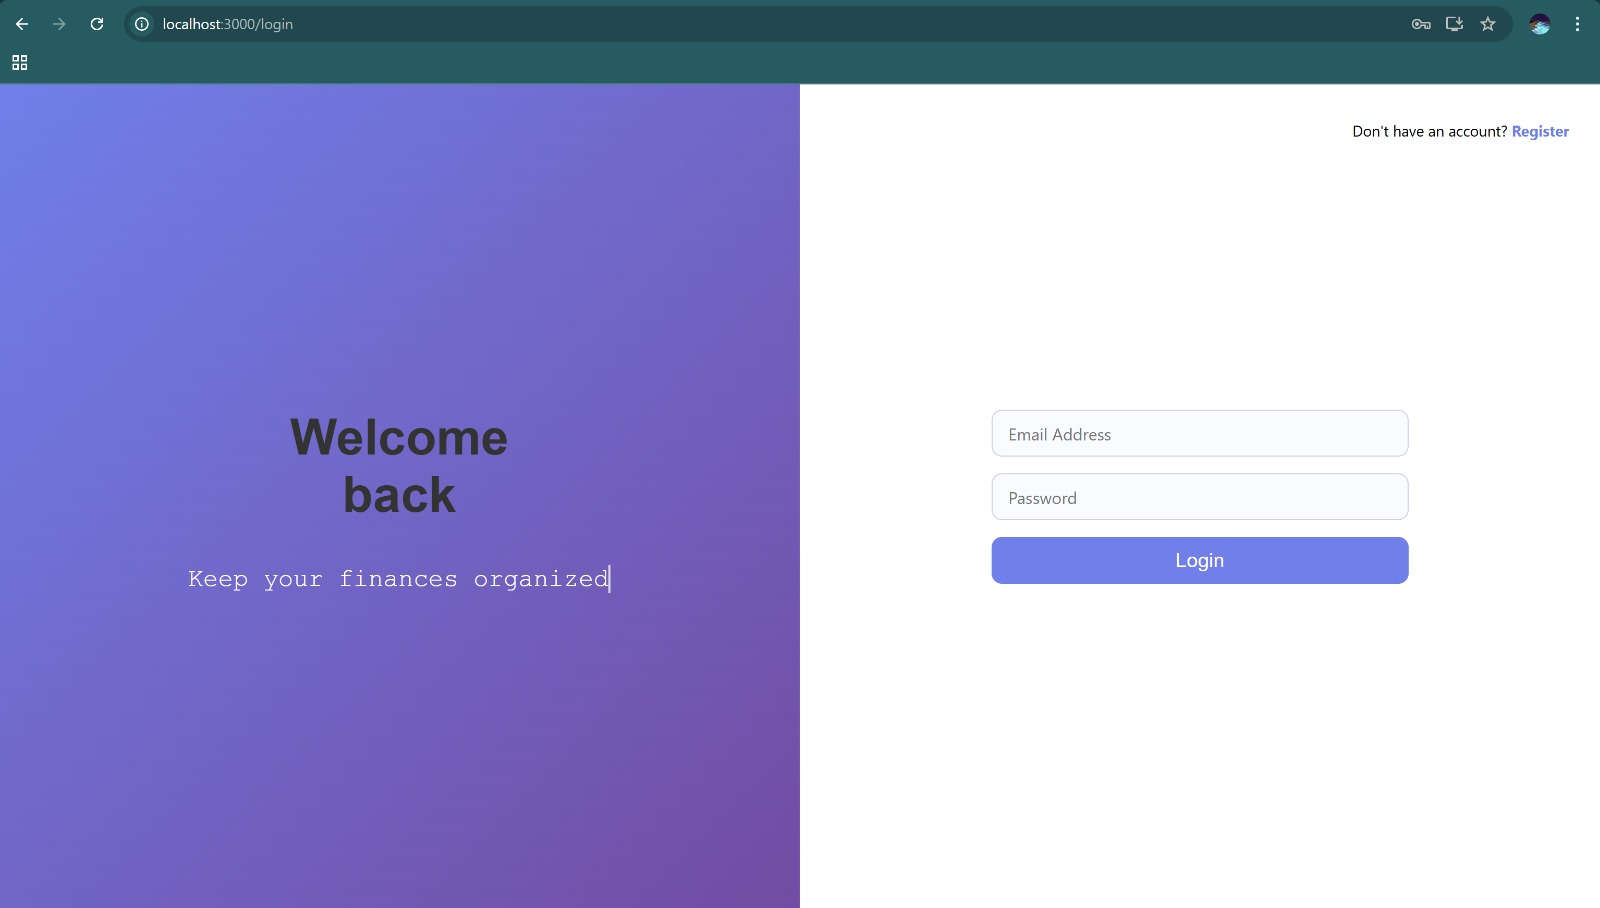 localhost:3000/login
Don't have an account? Register
Welcome
back
Keep your finances organized
Email Address
Password
Login